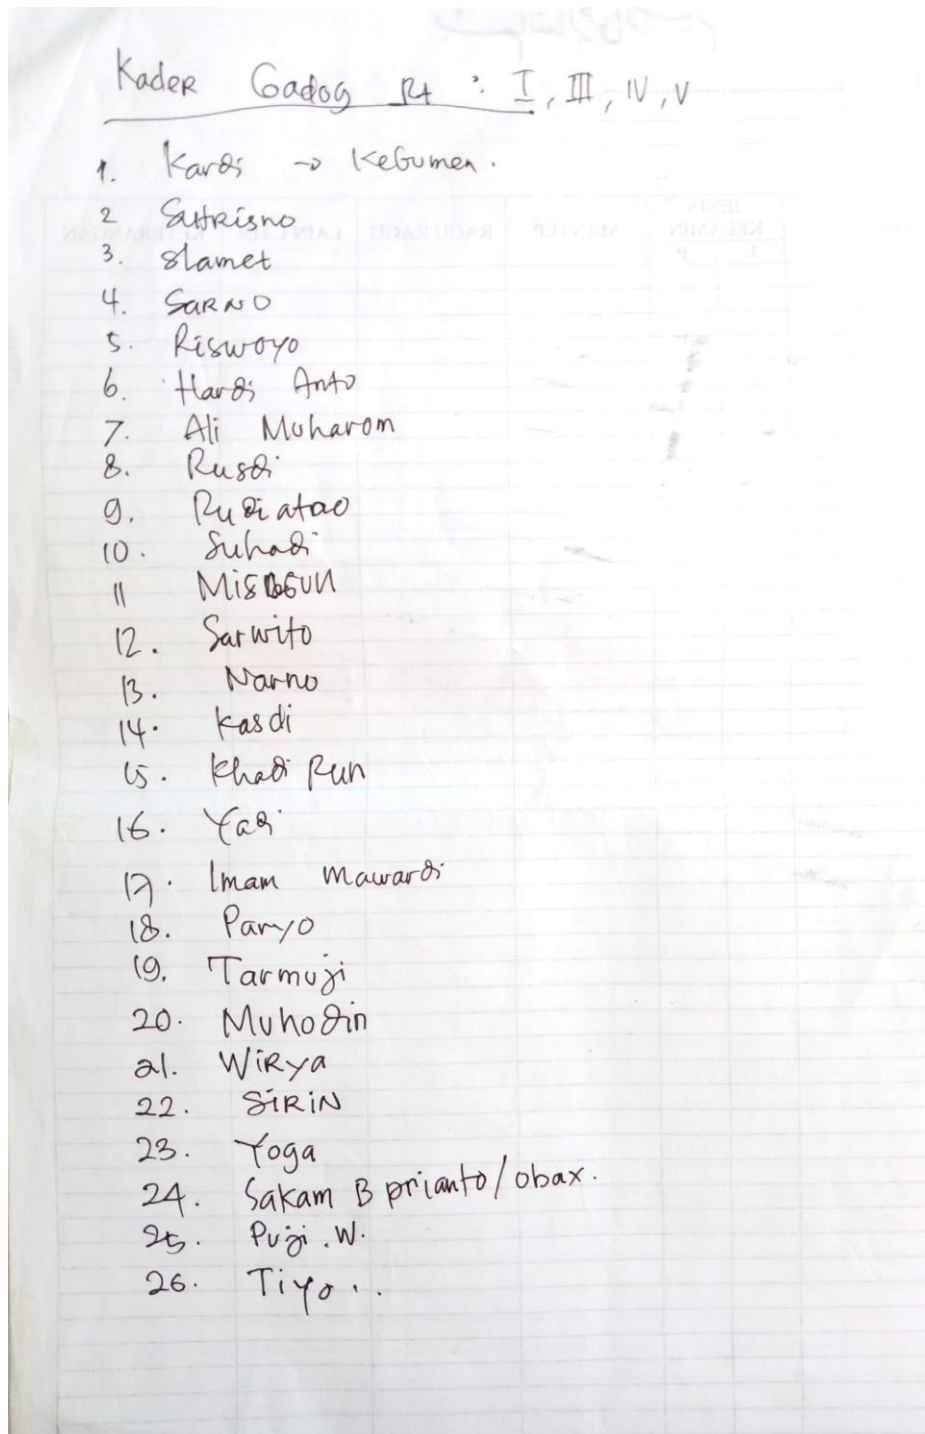 Kader Gadog Rt : I, III, IV, V
1. Kardi → Kebumen.
2 Sutrisno
3. Slamet
4. SARNO
5. Riswoyo
6. Hardi Anto
7. Ali Muharom
8. Rusdi
9. Rudiatao
10. Suhadi
11 Misbun
12. Sarwito
13. Narno
14. Kasdi
15. Khadi Run
16. Yadi
17. Imam Mawardi
18. Paryo
19. Tarmuji
20. Muhodin
21. Wirya
22. SiRiN
23. Yoga
24. Sakam B prianto/obax.
25. Puji. W.
26. Tiyo..